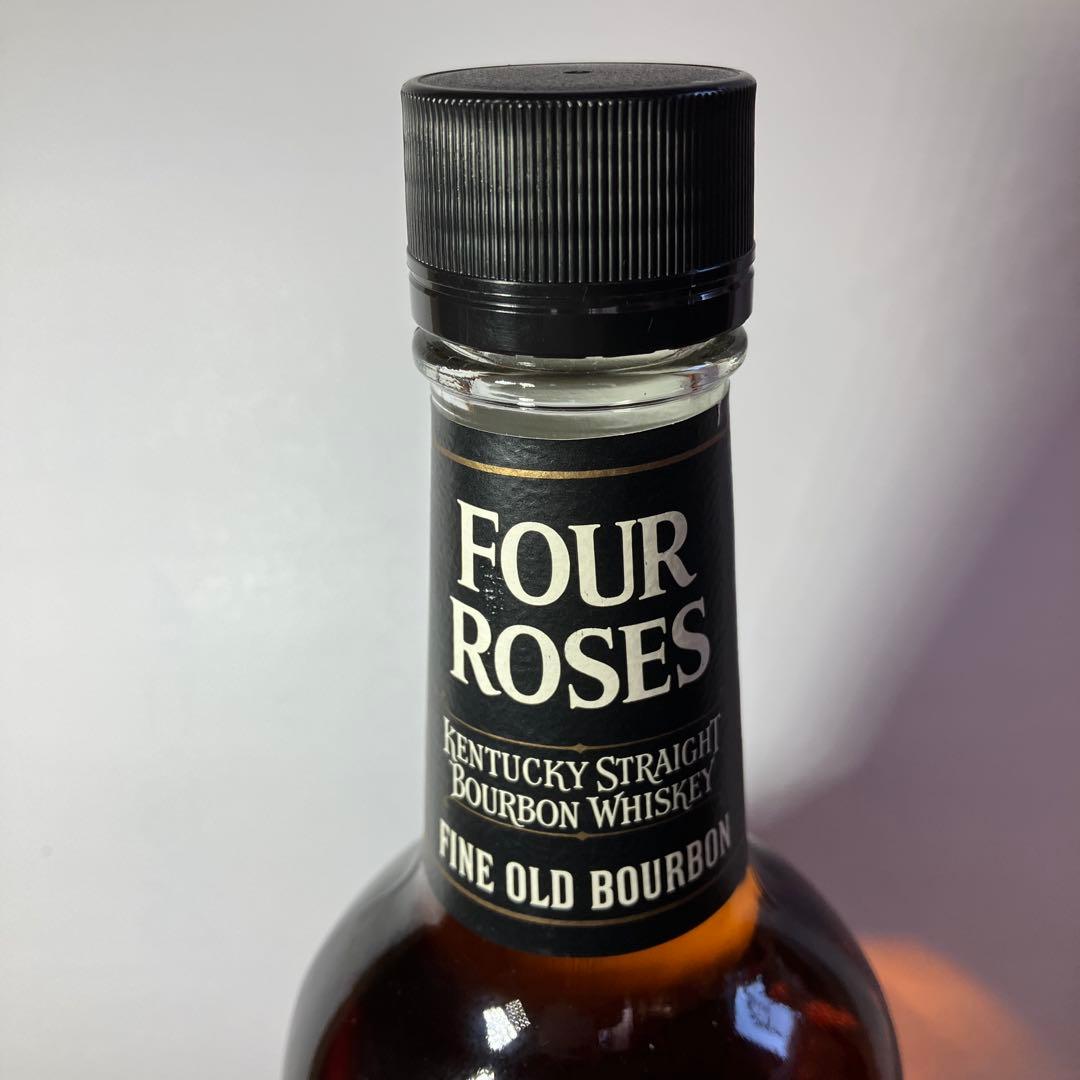 FOUR
ROSES
KENTUCKY STRAIGHT
BOURBON WHISKEY
FINE OLD BOURBON